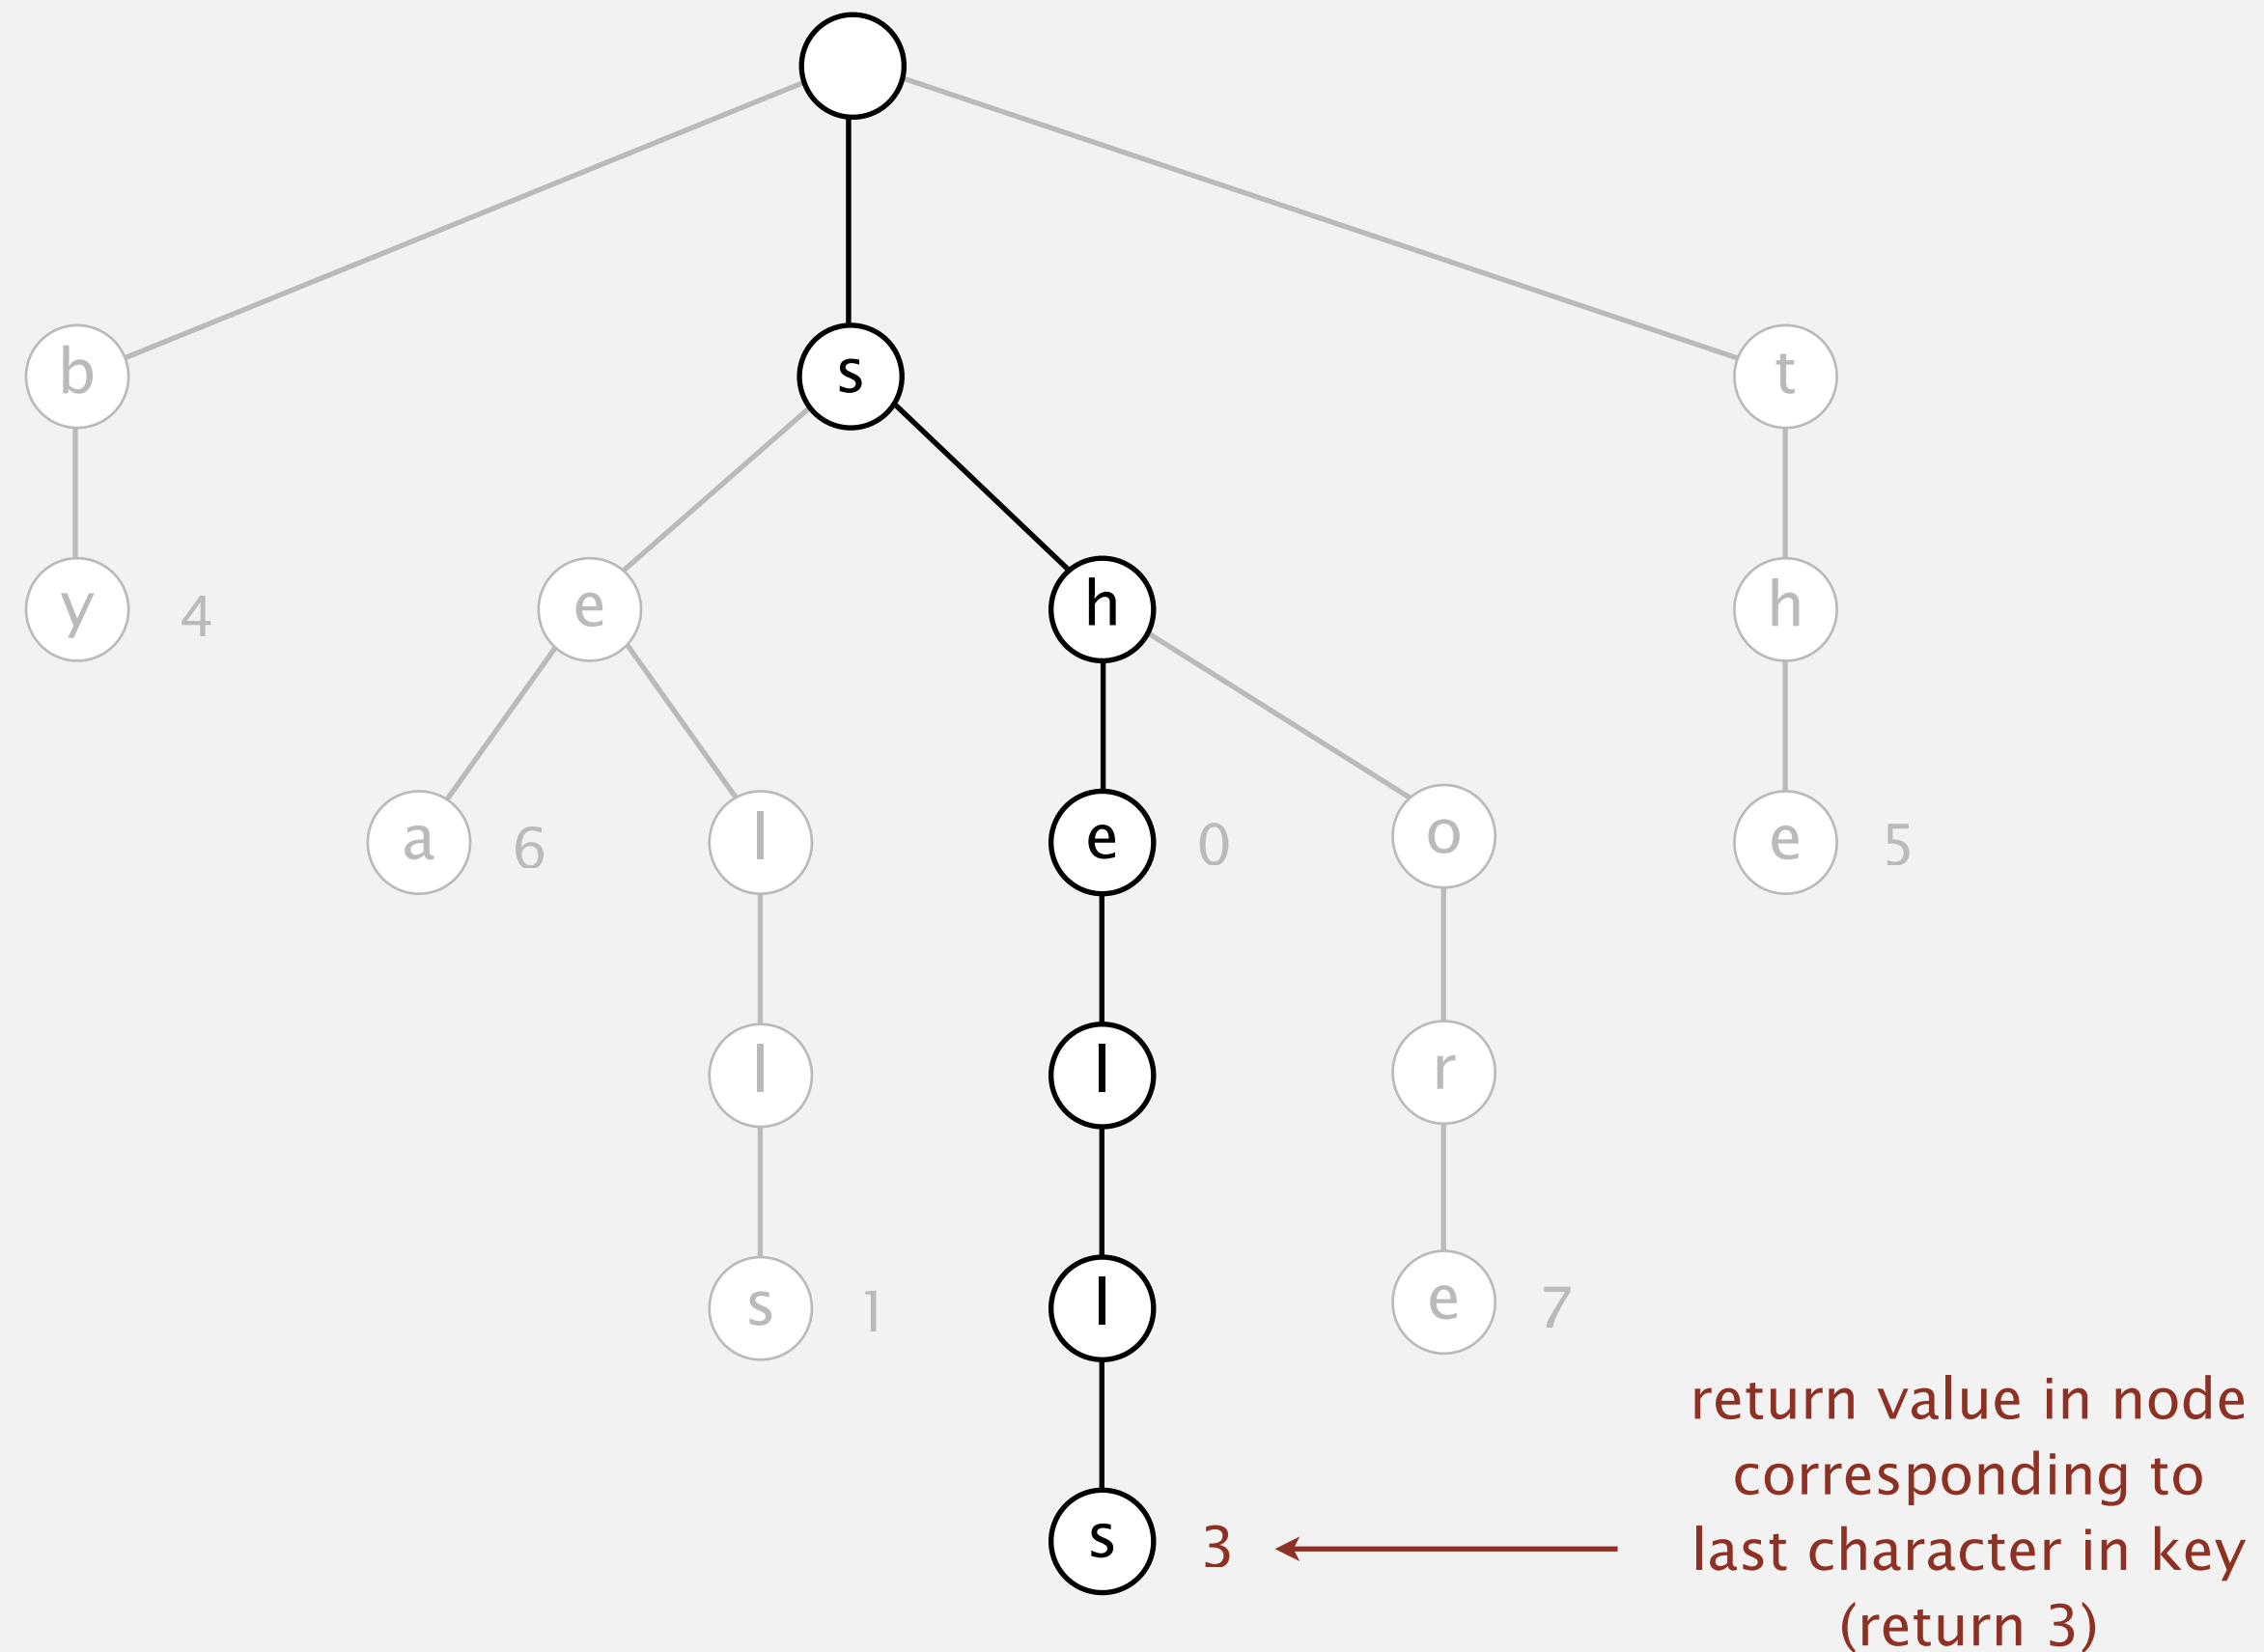 b
s
t
y 4
e
h
h
a 6
l
e 0
o
e 5
l
l
r
s 1
l
e 7
s 3
return value in node
corresponding to
last character in key
(return 3)